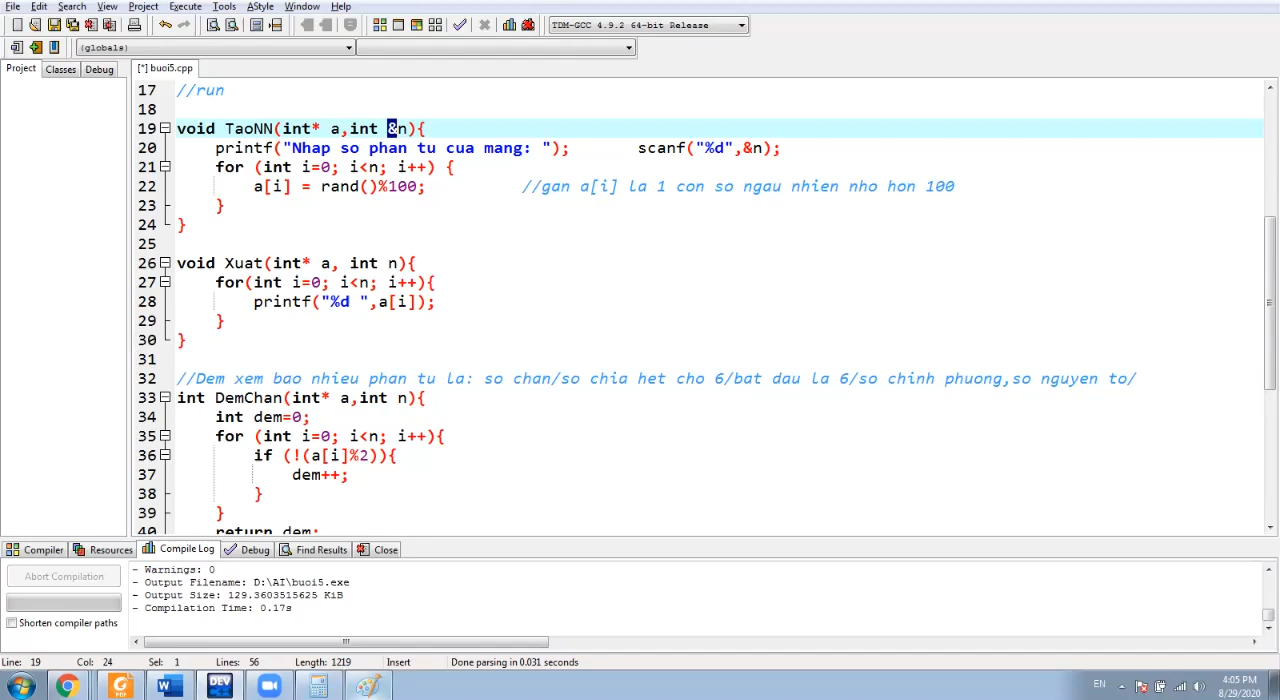 File Edit Search View Project Execute Tools AStyle Window Help
TDM-GCC 4.9.2 64-bit Release
(globals)
Project Classes Debug [*] buoi5.cpp
17 //run
18
19 void TaoNN(int* a,int &n){
20 printf("Nhap so phan tu cua mang: "); scanf("%d",&n);
21 for (int i=0; i<n; i++) {
22 a[i] = rand()%100; //gan a[i] la 1 con so ngau nhien nho hon 100
23 }
24 }
25
26 void Xuat(int* a, int n){
27 for(int i=0; i<n; i++){
28 printf("%d ",a[i]);
29 }
30 }
31
32 //Dem xem bao nhieu phan tu la: so chan/so chia het cho 6/bat dau la 6/so chinh phuong,so nguyen to/
33 int DemChan(int* a,int n){
34 int dem=0;
35 for (int i=0; i<n; i++){
36 if (!(a[i]%2)){
37 dem++;
38 }
39 }
40 return dem;
Compiler Resources Compile Log Debug Find Results Close
Abort Compilation
Shorten compiler paths
- Warnings: 0
- Output Filename: D:\AI\buoi5.exe
- Output Size: 129.3603515625 KiB
- Compilation Time: 0.17s
Line: 19 Col: 24 Sel: 1 Lines: 56 Length: 1219 Insert Done parsing in 0.031 seconds
PDF W DEV
EN 4:05 PM
8/29/2020